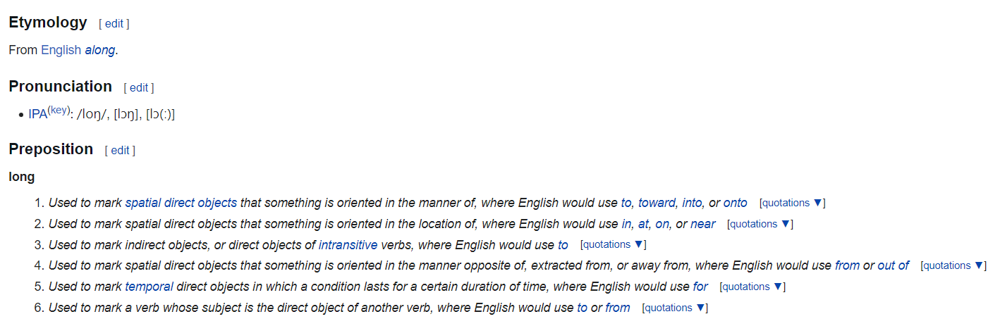 Etymology [ edit ]
From English along.
Pronunciation [ edit ]
• IPA(key): /loŋ/, [lɔŋ], [lɔ(ː)]
Preposition [ edit ]
long
1. Used to mark spatial direct objects that something is oriented in the manner of, where English would use to, toward, into, or onto [quotations ▼]
2. Used to mark spatial direct objects that something is oriented in the location of, where English would use in, at, on, or near [quotations ▼]
3. Used to mark indirect objects, or direct objects of intransitive verbs, where English would use to [quotations ▼]
4. Used to mark spatial direct objects that something is oriented in the manner opposite of, extracted from, or away from, where English would use from or out of [quotations ▼]
5. Used to mark temporal direct objects in which a condition lasts for a certain duration of time, where English would use for [quotations ▼]
6. Used to mark a verb whose subject is the direct object of another verb, where English would use to or from [quotations ▼]